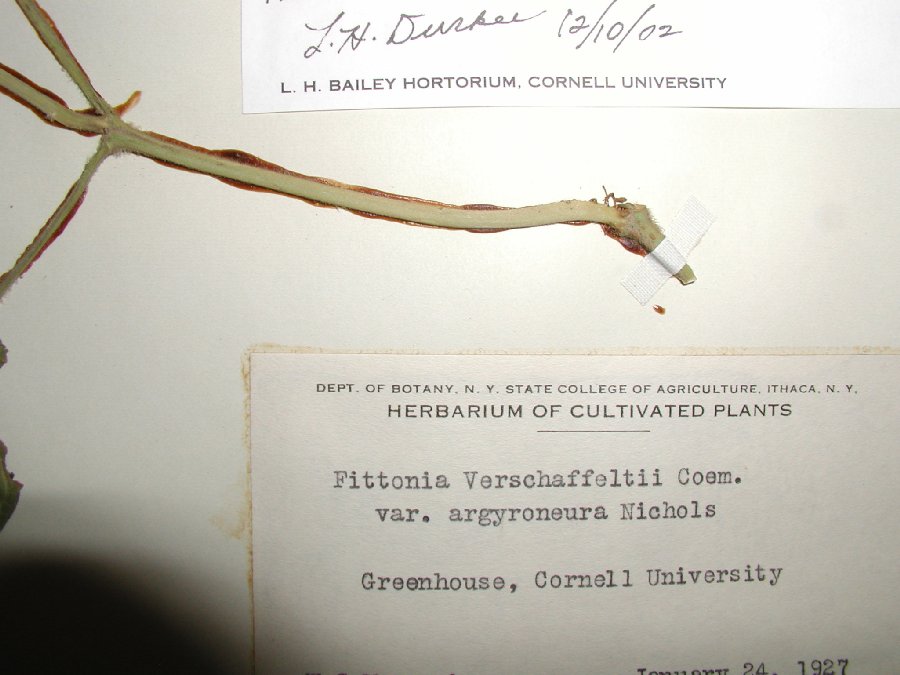 L. H. Durkee 12/10/02
L. H. BAILEY HORTORIUM, CORNELL UNIVERSITY
DEPT. OF BOTANY, N. Y. STATE COLLEGE OF AGRICULTURE, ITHACA, N. Y.
HERBARIUM OF CULTIVATED PLANTS
Fittonia Verschaffeltii Coem.
var. argyroneura Nichols
Greenhouse, Cornell University
January 24, 1927